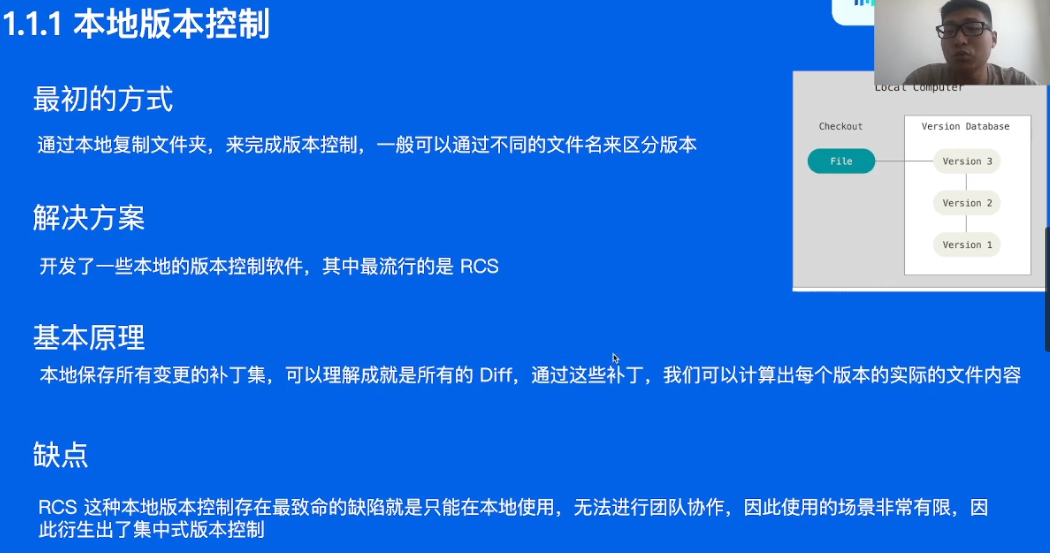 1.1.1 本地版本控制
最初的方式
通过本地复制文件夹，来完成版本控制，一般可以通过不同的文件名来区分版本
解决方案
开发了一些本地的版本控制软件，其中最流行的是 RCS
基本原理
本地保存所有变更的补丁集，可以理解成就是所有的 Diff，通过这些补丁，我们可以计算出每个版本的实际的文件内容
缺点
RCS 这种本地版本控制存在最致命的缺陷就是只能在本地使用，无法进行团队协作，因此使用的场景非常有限，因
此衍生出了集中式版本控制
Local Computer
Checkout
Version Database
File
Version 3
Version 2
Version 1